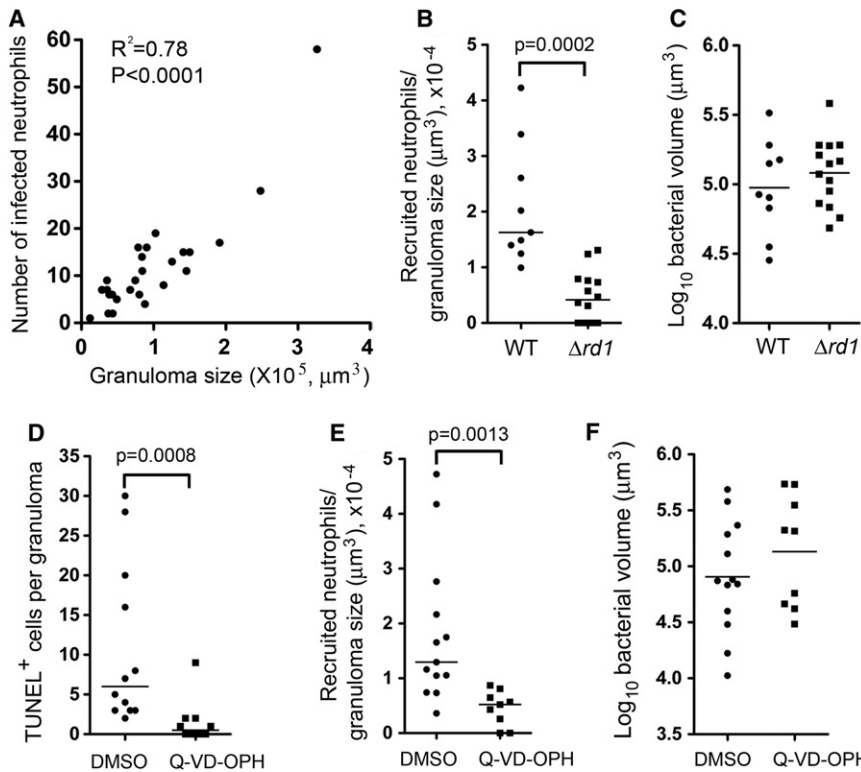 A
R²=0.78
P<0.0001
Number of infected neutrophils
60
50
40
30
20
10
0
0 1 2 3 4
Granuloma size (X10⁵, μm³)
B
p=0.0002
Recruited neutrophils/
granuloma size (μm³), x10⁻⁴
5
4
3
2
1
0
WT Δrd1
C
Log₁₀ bacterial volume (μm³)
6.0
5.5
5.0
4.5
4.0
WT Δrd1
D
p=0.0008
TUNEL⁺ cells per granuloma
35
30
25
20
15
10
5
0
DMSO Q-VD-OPH
E
p=0.0013
Recruited neutrophils/
granuloma size (μm³), x10⁻⁴
5
4
3
2
1
0
DMSO Q-VD-OPH
F
Log₁₀ bacterial volume (μm³)
6.0
5.5
5.0
4.5
4.0
3.5
DMSO Q-VD-OPH